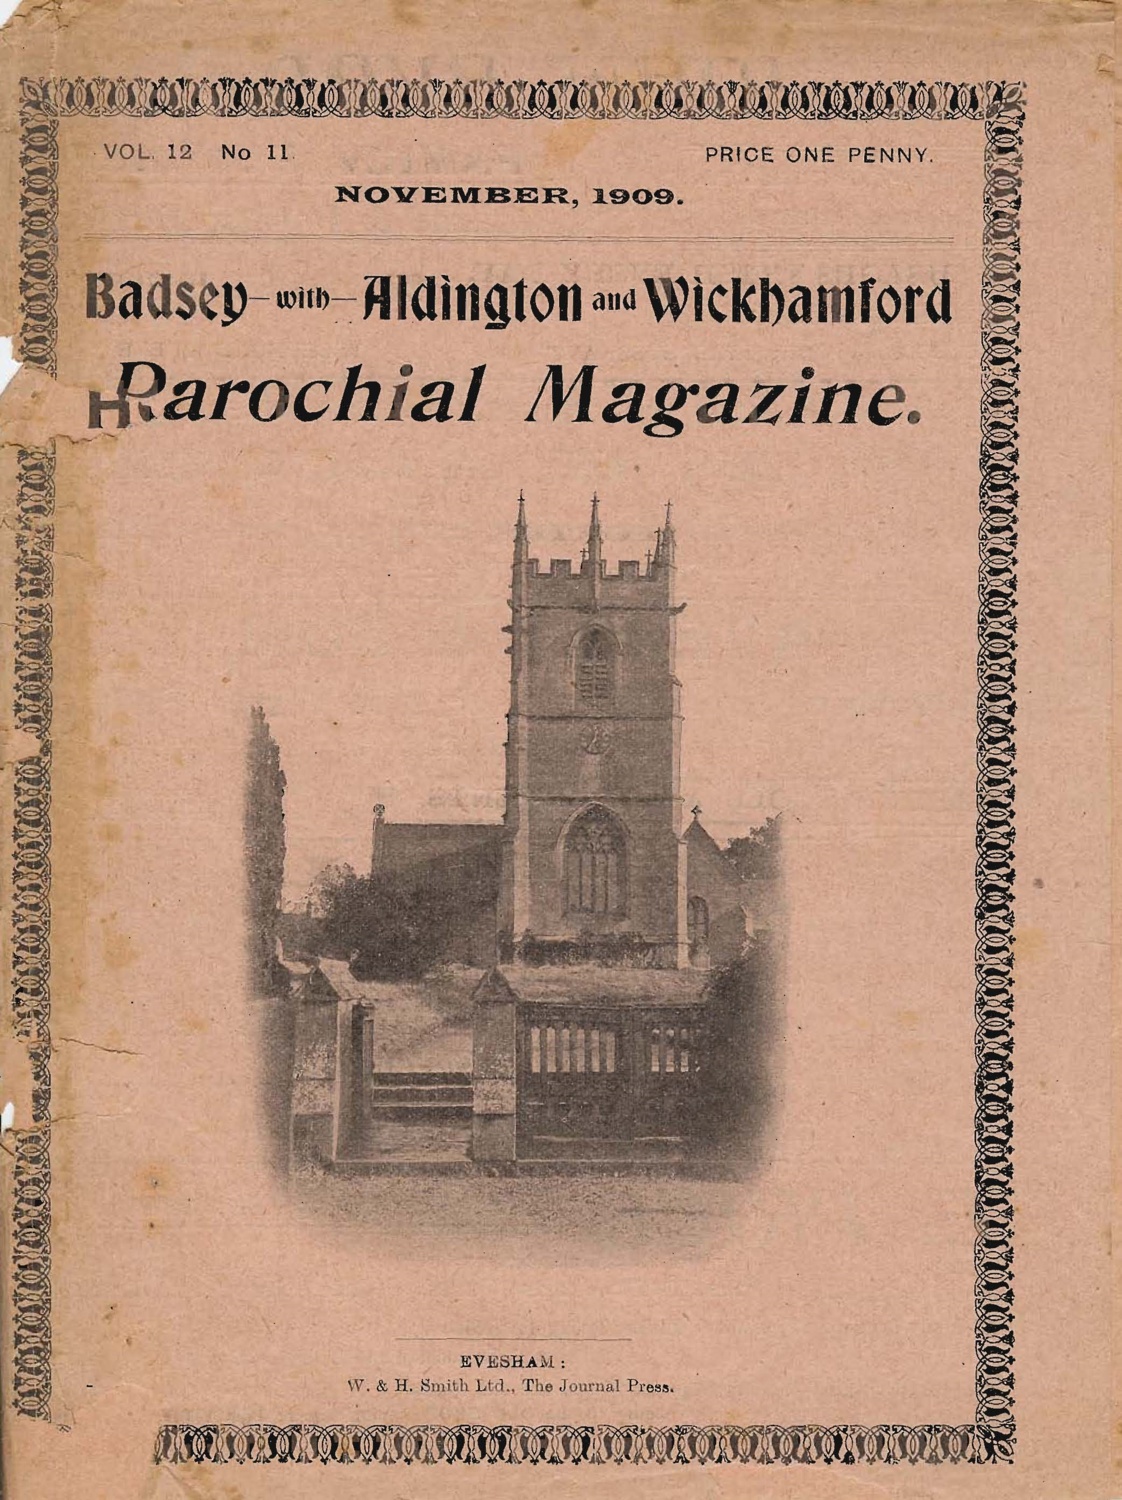 VOL. 12 No 11.
PRICE ONE PENNY.
NOVEMBER, 1909.
Badsey—with—Aldington and Wickhamford
Parochial Magazine.
EVESHAM:
W. & H. Smith Ltd., The Journal Press.